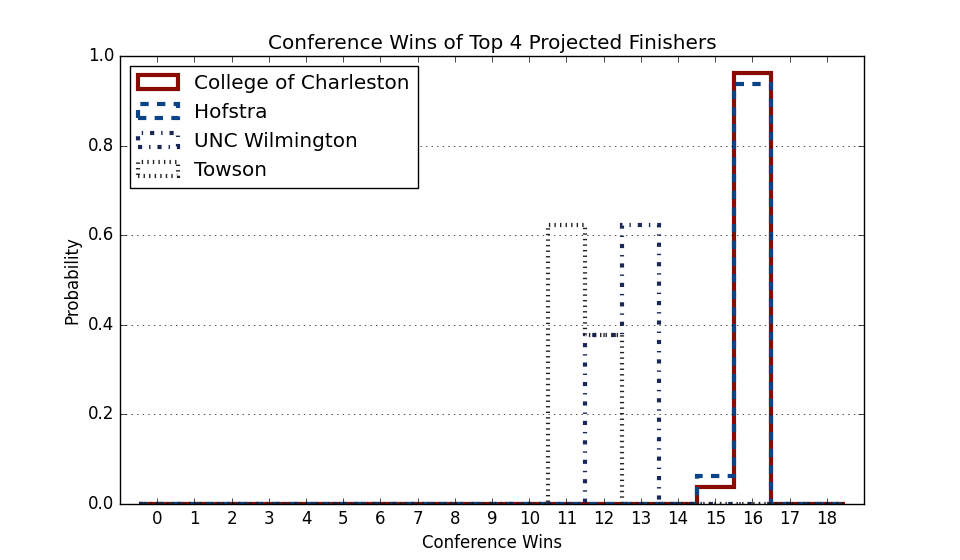 Conference Wins of Top 4 Projected Finishers
1.0
0.8
0.6
0.4
0.2
0.0
Probability
College of Charleston
Hofstra
UNC Wilmington
Towson
0 1 2 3 4 5 6 7 8 9 10 11 12 13 14 15 16 17 18
Conference Wins